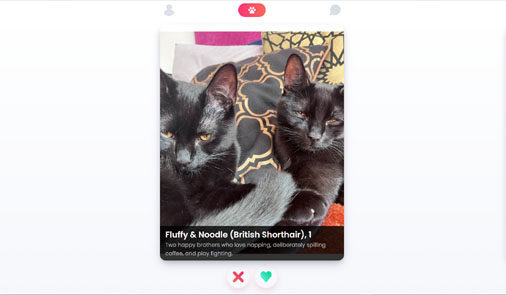 Fluffy & Noodle (British Shorthair), 1
Two happy brothers who love napping, deliberately spilling
coffee, and play fighting.